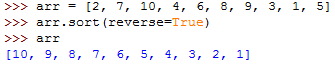 >>> arr = [2, 7, 10, 4, 6, 8, 9, 3, 1, 5]
>>> arr.sort(reverse=True)
>>> arr
[10, 9, 8, 7, 6, 5, 4, 3, 2, 1]